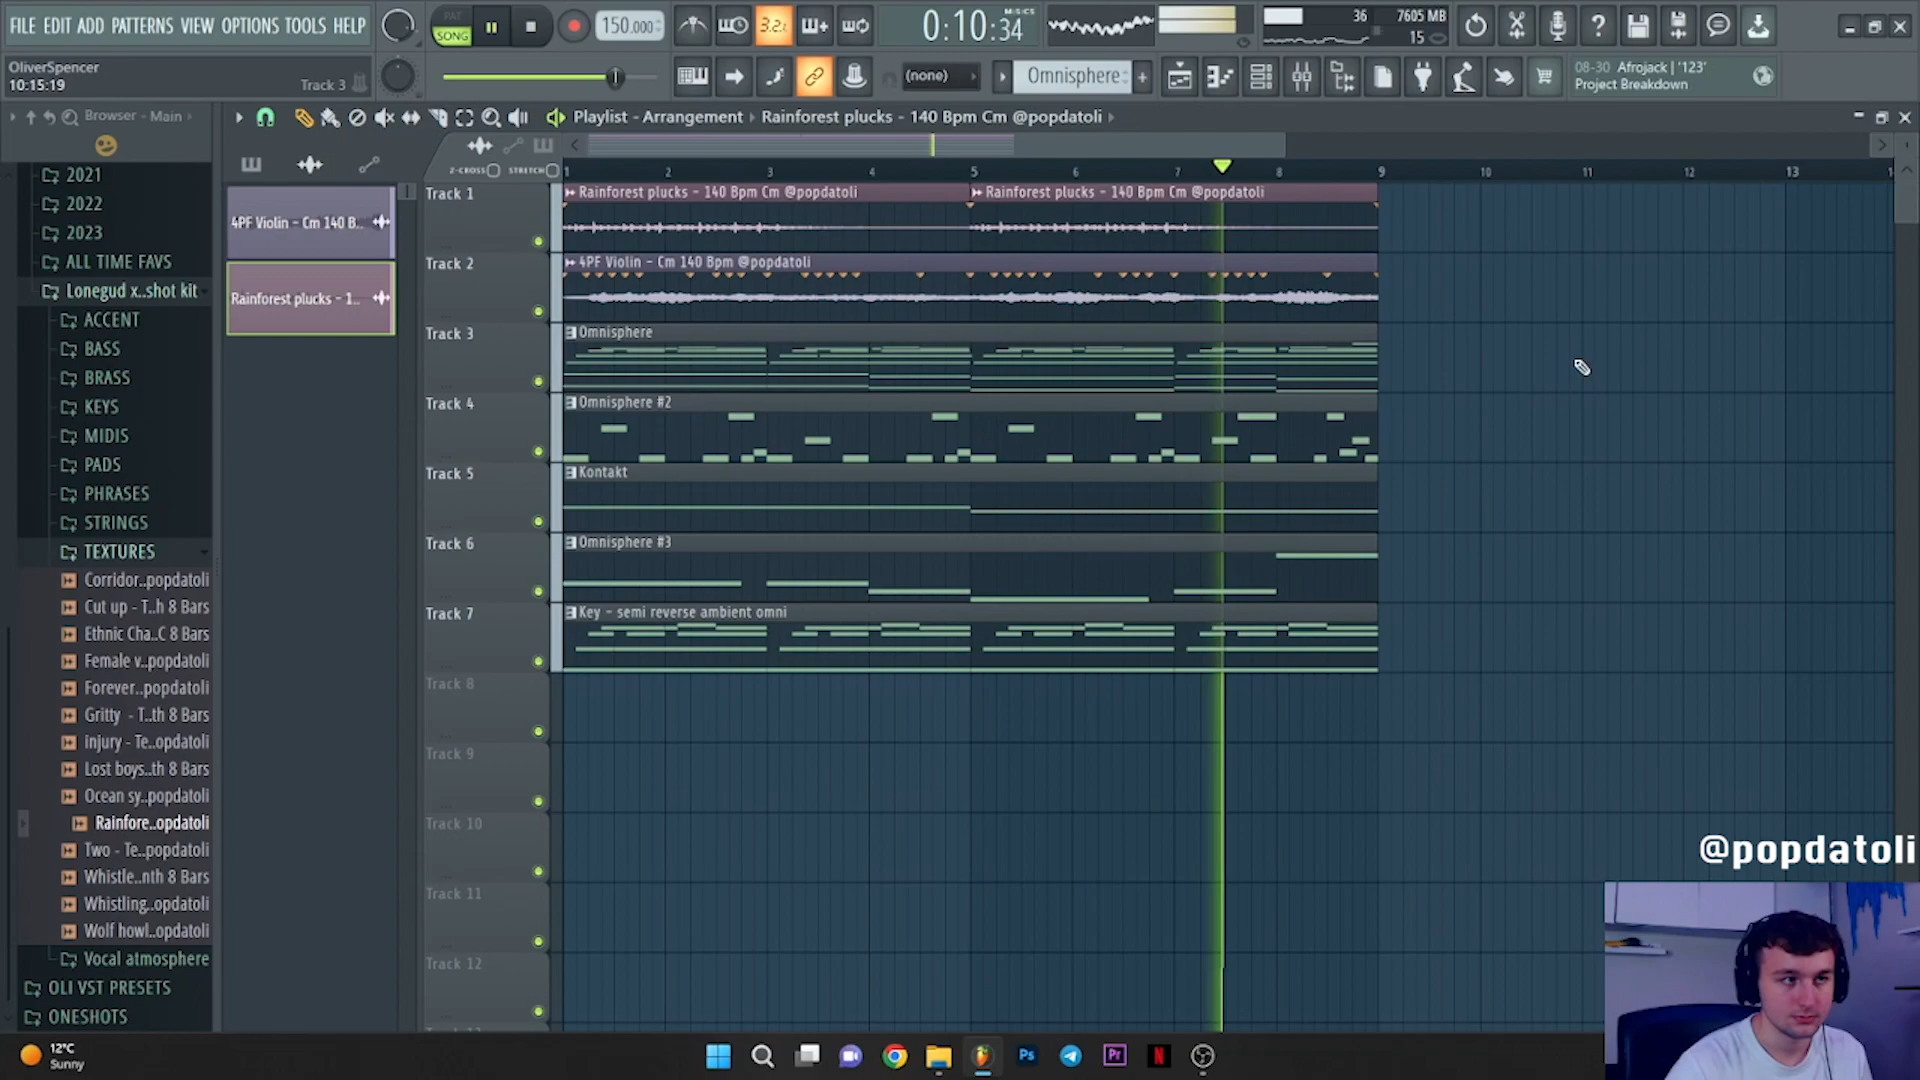 FILE EDIT ADD PATTERNS VIEW OPTIONS TOOLS HELP
PAT
SONG
150.000
3.2.
0:10:34
M:S:CS
36
7605 MB
15
OliverSpencer
10:15:19
Track 3
(none)
Omnisphere
08-30 Afrojack | '123'
Project Breakdown
Browser - Main
Playlist - Arrangement › Rainforest plucks - 140 Bpm Cm @popdatoli
Z-CROSS
STRETCH
1 2 3 4 5 6 7 8 9 10 11 12 13
2021
2022
2023
ALL TIME FAVS
Lonegud x..shot kit
ACCENT
BASS
BRASS
KEYS
MIDIS
PADS
PHRASES
STRINGS
TEXTURES
Corridor..popdatoli
Cut up - T..h 8 Bars
Ethnic Cha..C 8 Bars
Female v..popdatoli
Forever..popdatoli
Gritty - T..th 8 Bars
injury - Te..opdatoli
Lost boys..th 8 Bars
Ocean sy..popdatoli
Rainfore..opdatoli
Two - Te..popdatoli
Whistle..nth 8 Bars
Whistling..opdatoli
Wolf howl..opdatoli
Vocal atmosphere
OLI VST PRESETS
ONESHOTS
4PF Violin - Cm 140 B..
Rainforest plucks - 1..
Track 1
Rainforest plucks - 140 Bpm Cm @popdatoli
Rainforest plucks - 140 Bpm Cm @popdatoli
Track 2
4PF Violin - Cm 140 Bpm @popdatoli
Track 3
Omnisphere
Track 4
Omnisphere #2
Track 5
Kontakt
Track 6
Omnisphere #3
Track 7
Key - semi reverse ambient omni
Track 8
Track 9
Track 10
Track 11
Track 12
@popdatoli
12°C
Sunny
Ps
Pr
N